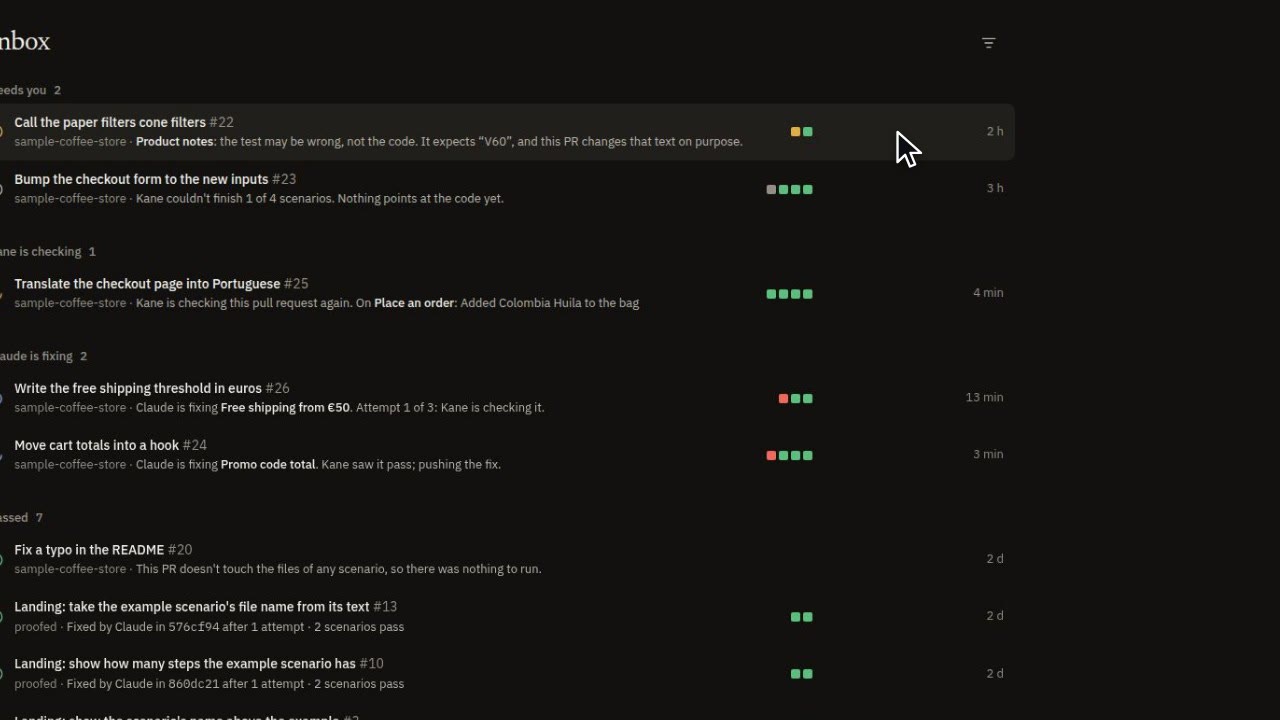 nbox
eeds you 2
Call the paper filters cone filters #22
sample-coffee-store · Product notes: the test may be wrong, not the code. It expects “V60”, and this PR changes that text on purpose.
2 h
Bump the checkout form to the new inputs #23
sample-coffee-store · Kane couldn't finish 1 of 4 scenarios. Nothing points at the code yet.
3 h
ane is checking 1
Translate the checkout page into Portuguese #25
sample-coffee-store · Kane is checking this pull request again. On Place an order: Added Colombia Huila to the bag
4 min
aude is fixing 2
Write the free shipping threshold in euros #26
sample-coffee-store · Claude is fixing Free shipping from €50. Attempt 1 of 3: Kane is checking it.
13 min
Move cart totals into a hook #24
sample-coffee-store · Claude is fixing Promo code total. Kane saw it pass; pushing the fix.
3 min
assed 7
Fix a typo in the README #20
sample-coffee-store · This PR doesn't touch the files of any scenario, so there was nothing to run.
2 d
Landing: take the example scenario's file name from its text #13
proofed · Fixed by Claude in 576cf94 after 1 attempt · 2 scenarios pass
2 d
Landing: show how many steps the example scenario has #10
proofed · Fixed by Claude in 860dc21 after 1 attempt · 2 scenarios pass
2 d
Landing: show the scenario's name above the example